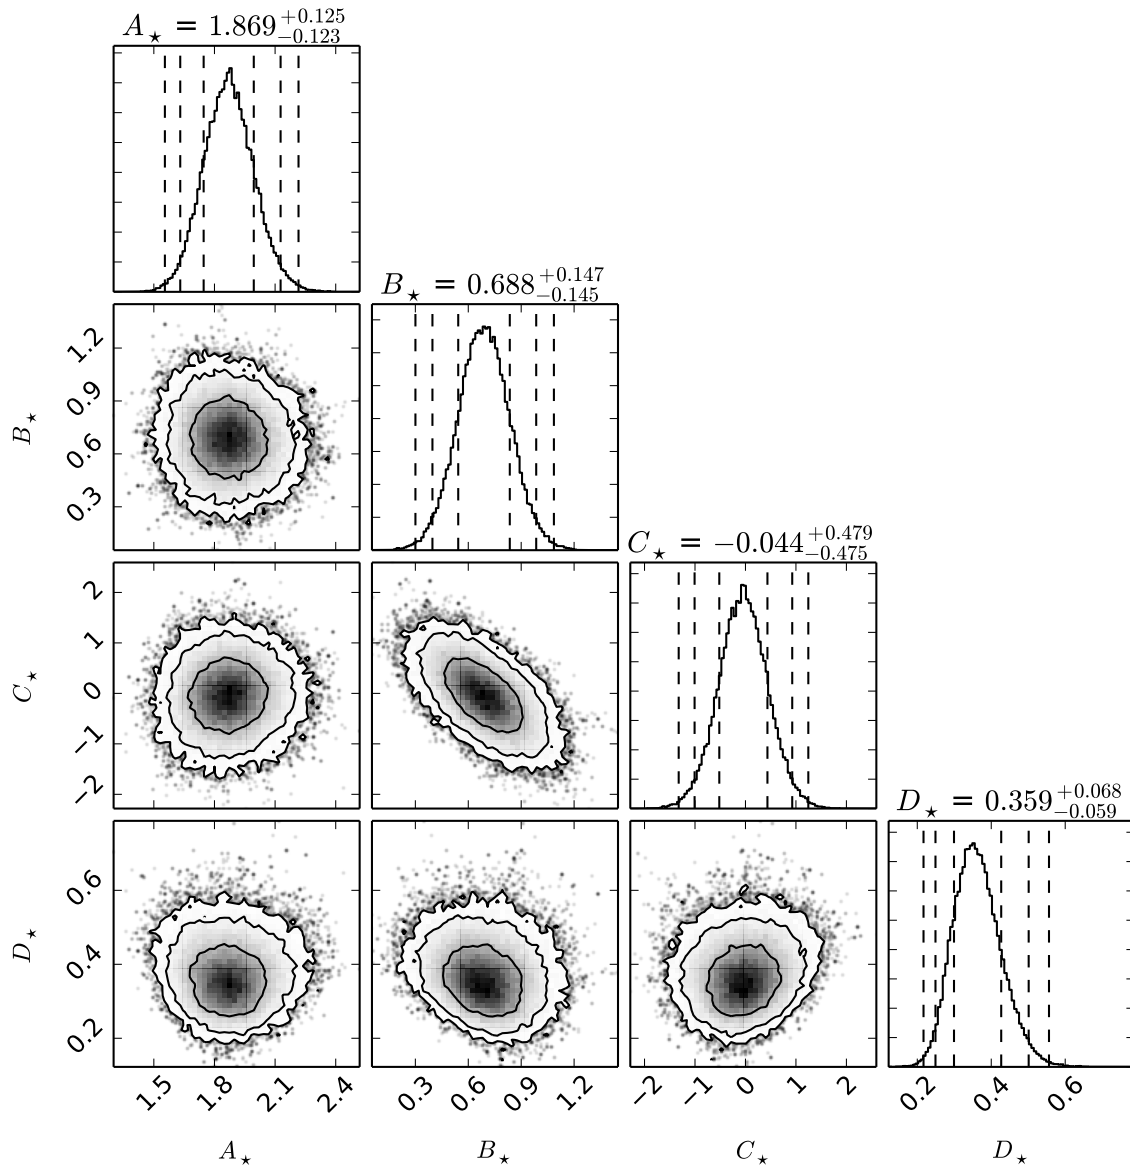 A⋆ = 1.869 +0.125 −0.123
B⋆ = 0.688 +0.147 −0.145
1.2
0.9
0.6
0.3
B⋆
C⋆ = −0.044 +0.479 −0.475
2
1
0
−1
−2
C⋆
D⋆ = 0.359 +0.068 −0.059
0.6
0.4
0.2
D⋆
1.5 1.8 2.1 2.4 0.3 0.6 0.9 1.2 −2 −1 0 1 2 0.2 0.4 0.6
A⋆ B⋆ C⋆ D⋆